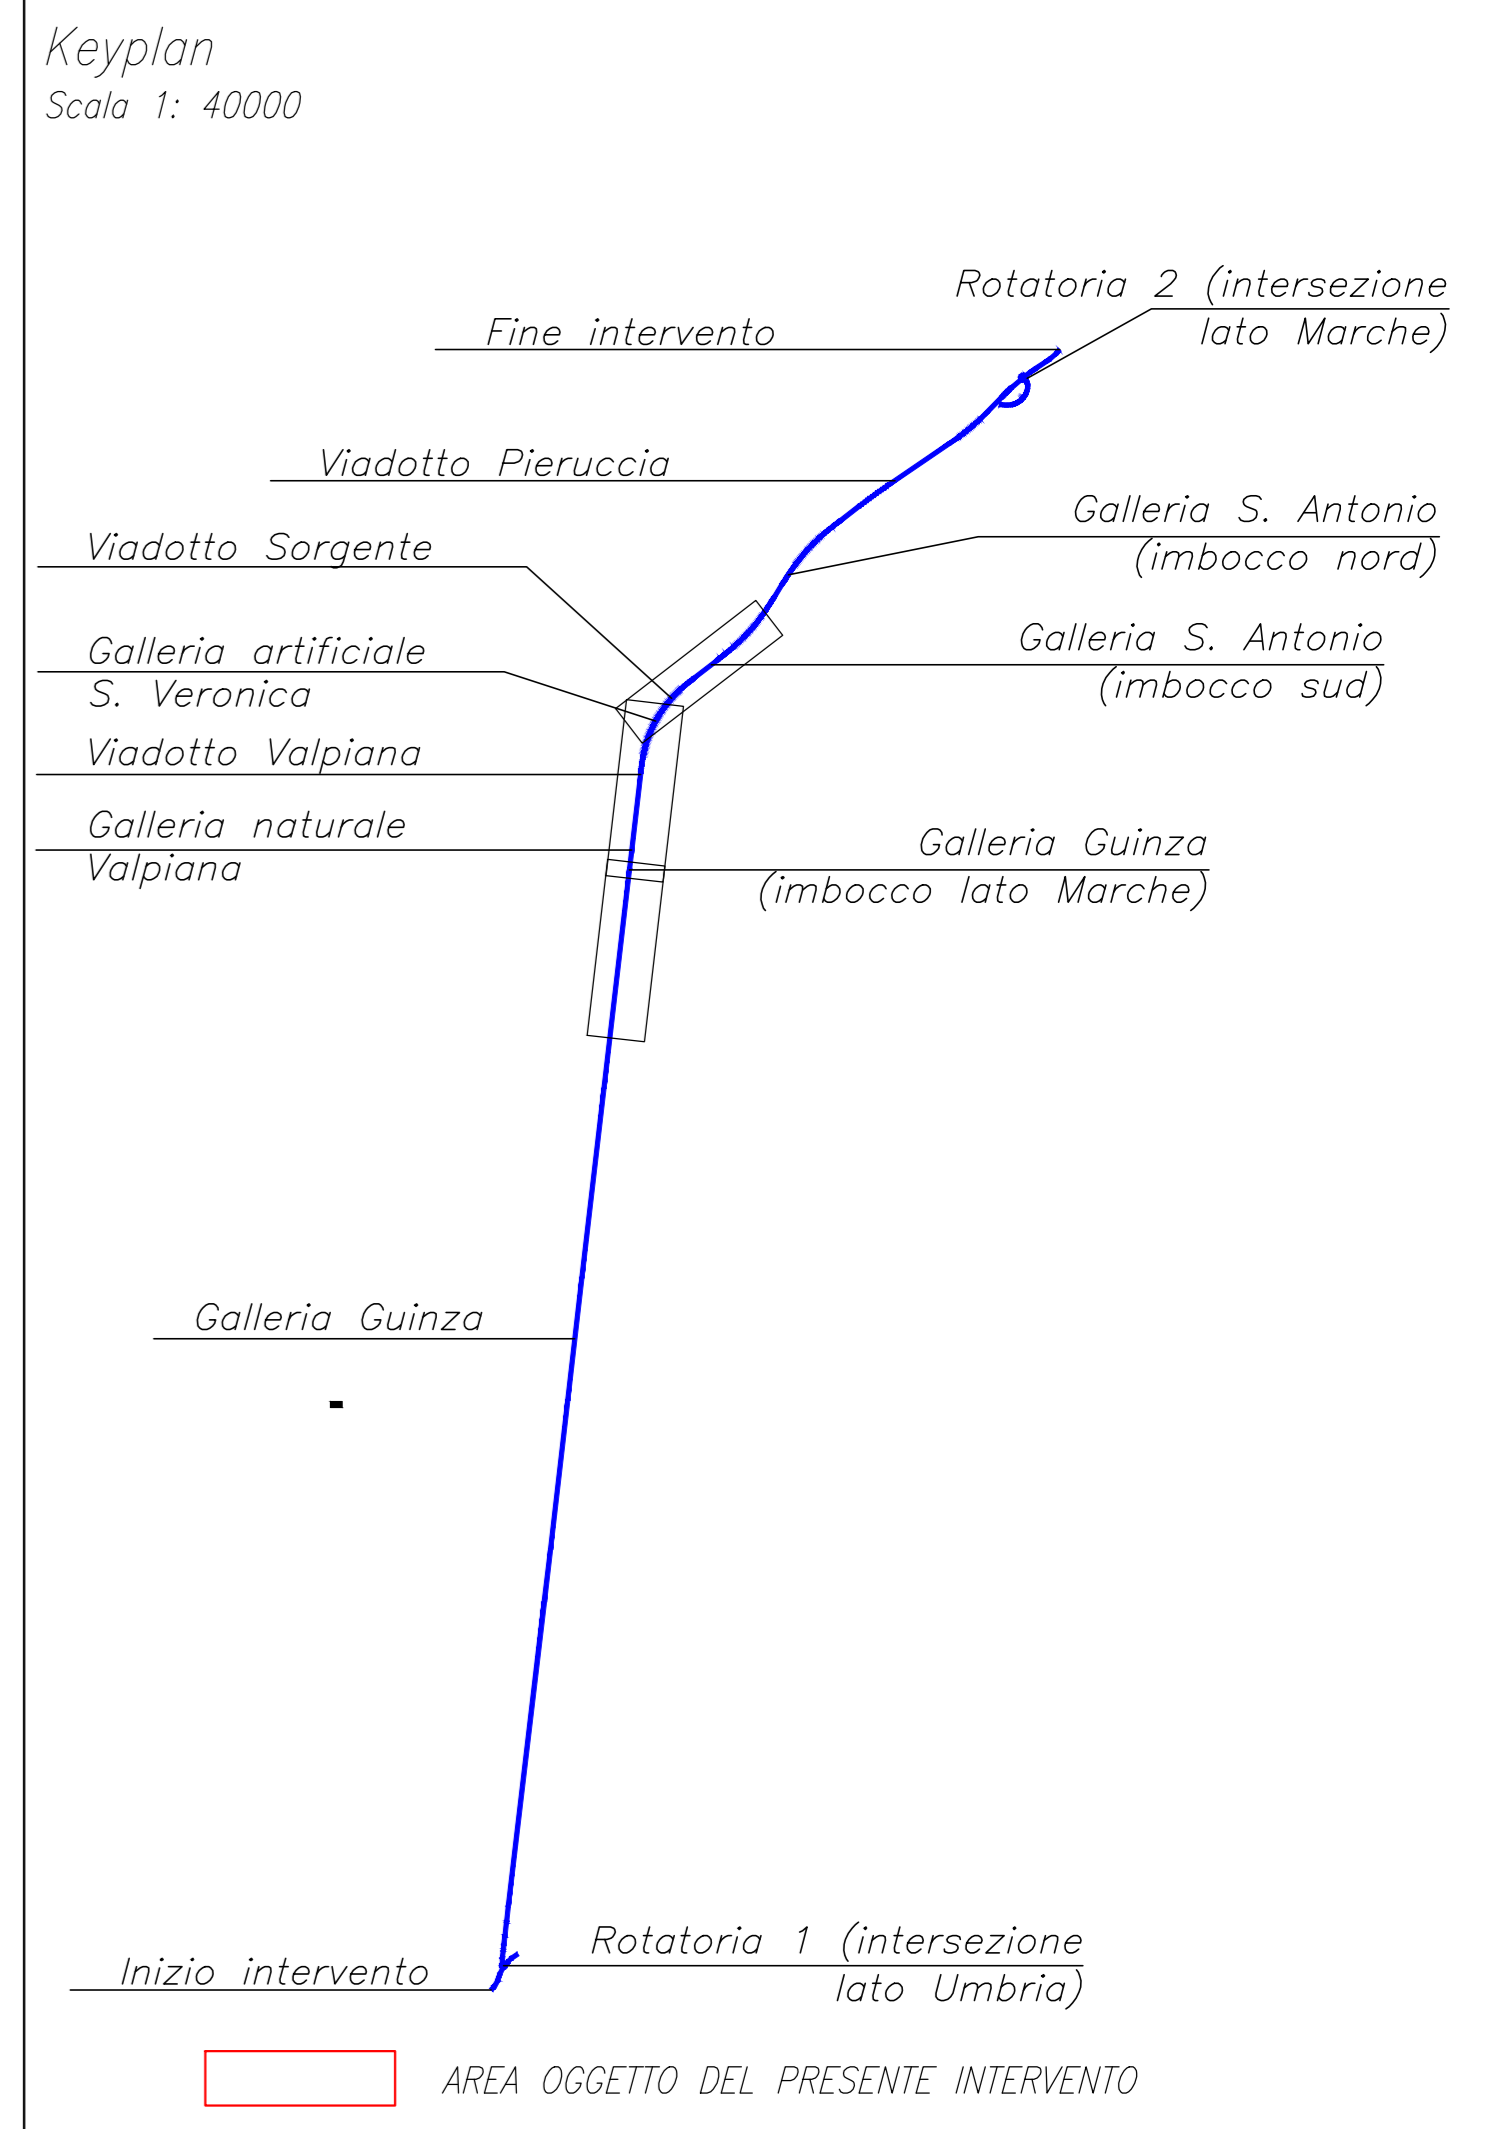 Keyplan
Scala 1: 40000
Rotatoria 2 (intersezione
lato Marche)
Fine intervento
Viadotto Pieruccia
Galleria S. Antonio
(imbocco nord)
Viadotto Sorgente
Galleria S. Antonio
(imbocco sud)
Galleria artificiale
S. Veronica
Viadotto Valpiana
Galleria naturale
Valpiana
Galleria Guinza
(imbocco lato Marche)
Galleria Guinza
Rotatoria 1 (intersezione
lato Umbria)
Inizio intervento
AREA OGGETTO DEL PRESENTE INTERVENTO